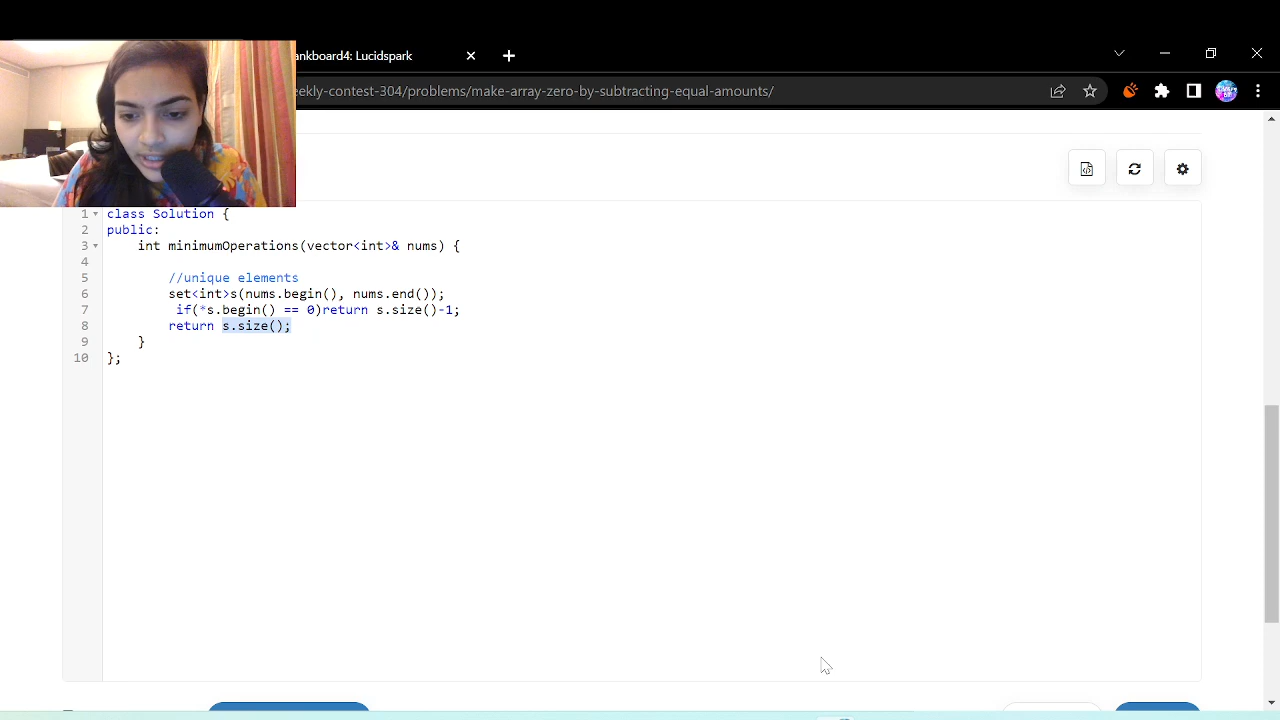 ankboard4: Lucidspark
eekly-contest-304/problems/make-array-zero-by-subtracting-equal-amounts/
1 class Solution {
2 public:
3 int minimumOperations(vector<int>& nums) {
4
5 //unique elements
6 set<int>s(nums.begin(), nums.end());
7 if(*s.begin() == 0)return s.size()-1;
8 return s.size();
9 }
10 };